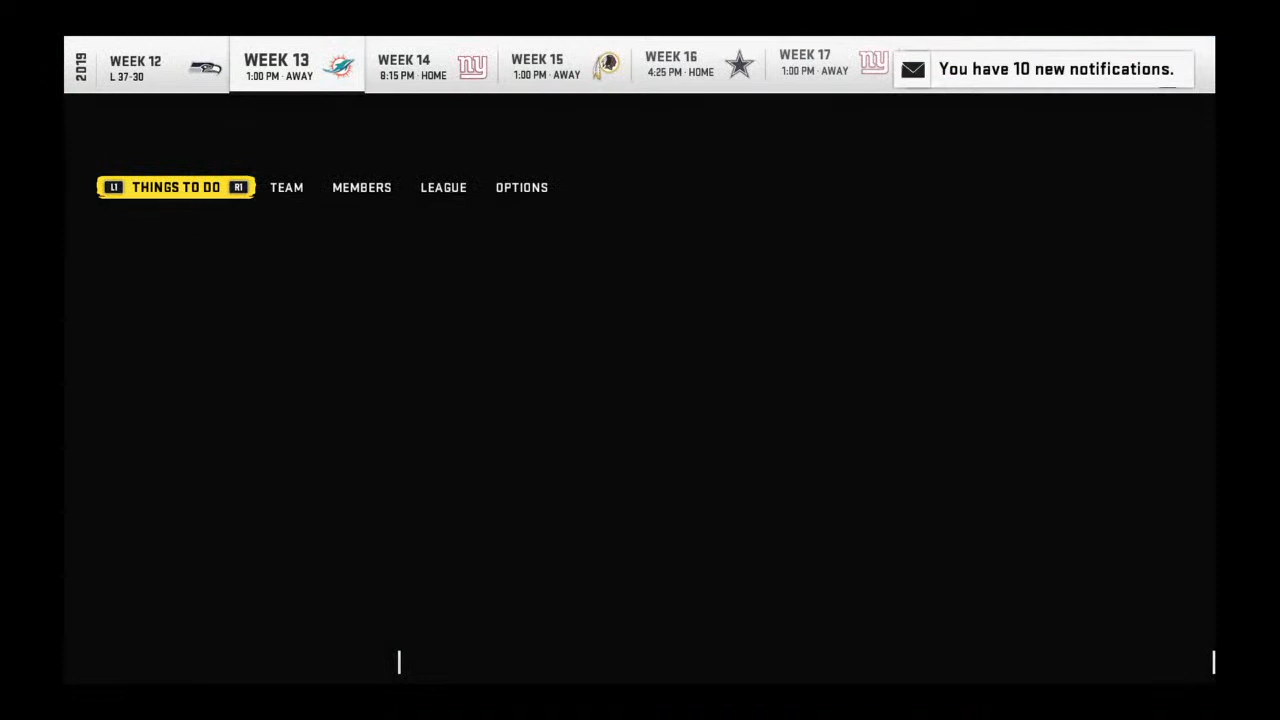 2019
WEEK 12
L 37-30
WEEK 13
1:00 PM · AWAY
WEEK 14
8:15 PM · HOME
NY
WEEK 15
1:00 PM · AWAY
WEEK 16
4:25 PM · HOME
WEEK 17
1:00 PM · AWAY
NY
You have 10 new notifications.
L1 THINGS TO DO R1 TEAM MEMBERS LEAGUE OPTIONS